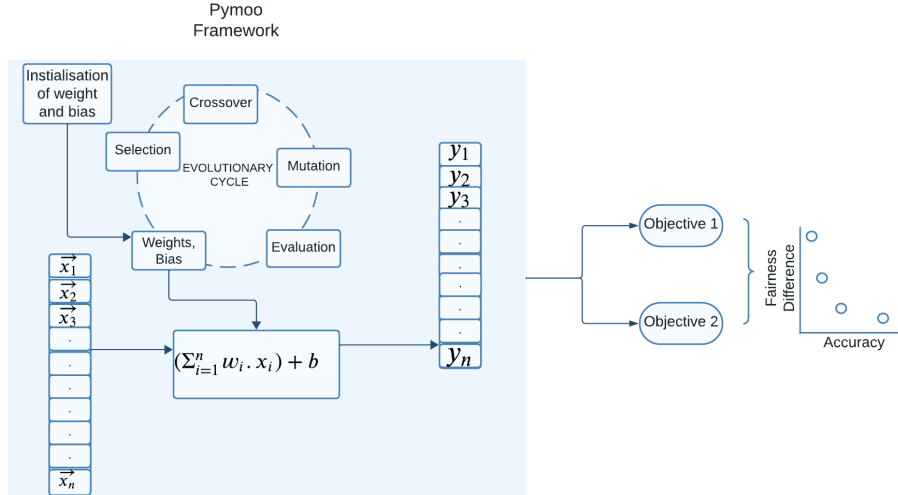 Pymoo
Framework
Instialisation
of weight
and bias
Crossover
Selection
EVOLUTIONARY
CYCLE
Mutation
Weights,
Bias
Evaluation
x⃗₁
x⃗₂
x⃗₃
.
.
.
.
.
.
x⃗ₙ
(Σⁿᵢ₌₁ wᵢ . xᵢ) + b
y₁
y₂
y₃
.
.
.
.
.
.
yₙ
Objective 1
Objective 2
Fairness
Difference
Accuracy